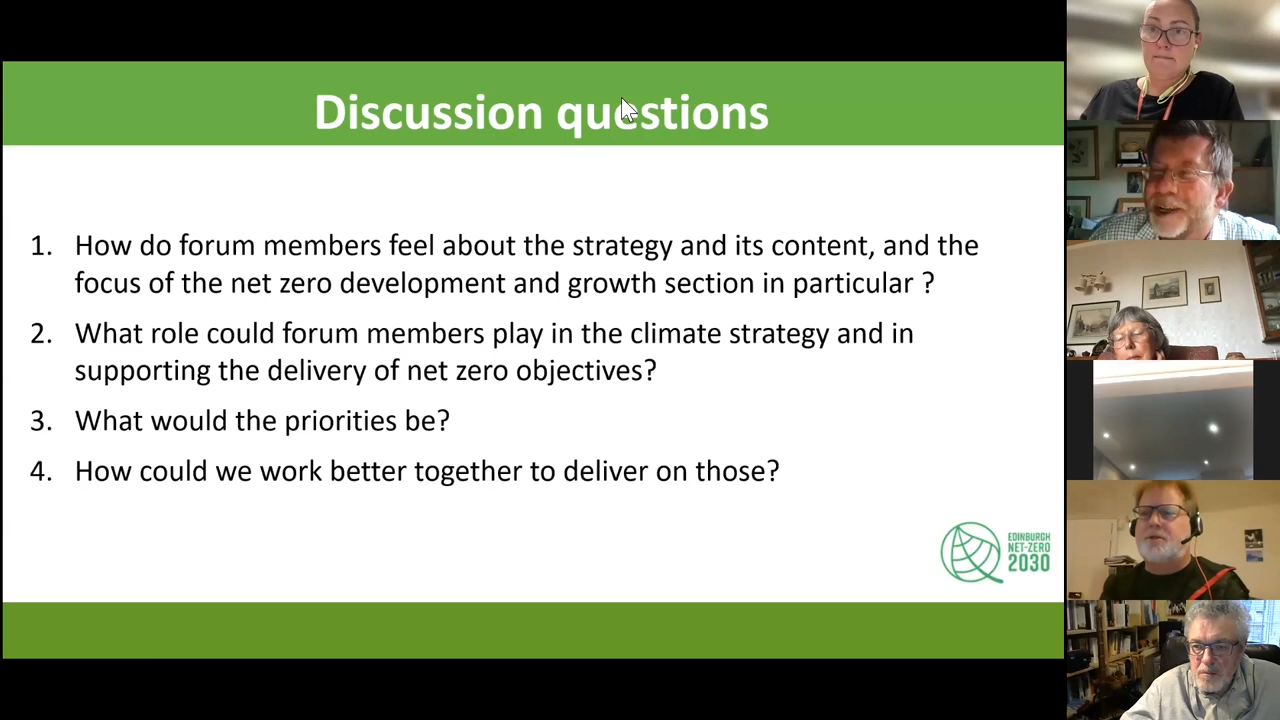 Discussion questions
1. How do forum members feel about the strategy and its content, and the
focus of the net zero development and growth section in particular ?
2. What role could forum members play in the climate strategy and in
supporting the delivery of net zero objectives?
3. What would the priorities be?
4. How could we work better together to deliver on those?
EDINBURGH
NET-ZERO
2030